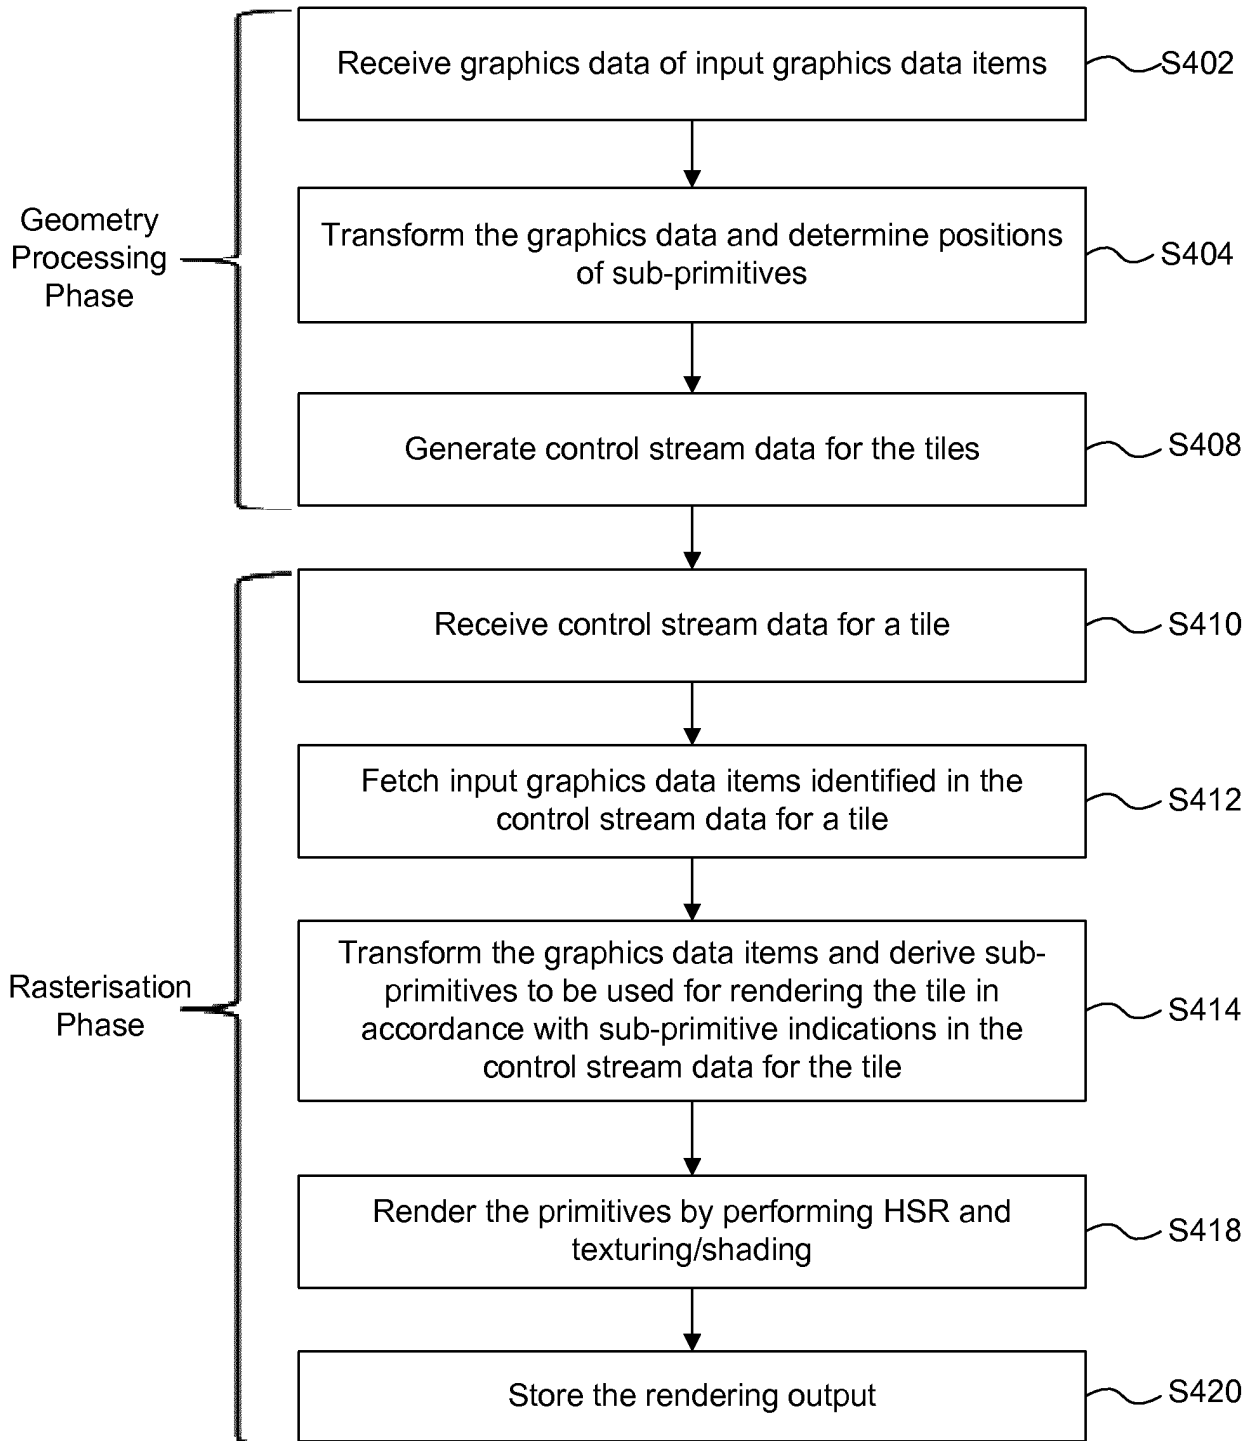 Receive graphics data of input graphics data items
S402
Geometry
Processing
Phase
Transform the graphics data and determine positions
of sub-primitives
S404
Generate control stream data for the tiles
S408
Receive control stream data for a tile
S410
Fetch input graphics data items identified in the
control stream data for a tile
S412
Rasterisation
Phase
Transform the graphics data items and derive sub-
primitives to be used for rendering the tile in
accordance with sub-primitive indications in the
control stream data for the tile
S414
Render the primitives by performing HSR and
texturing/shading
S418
Store the rendering output
S420